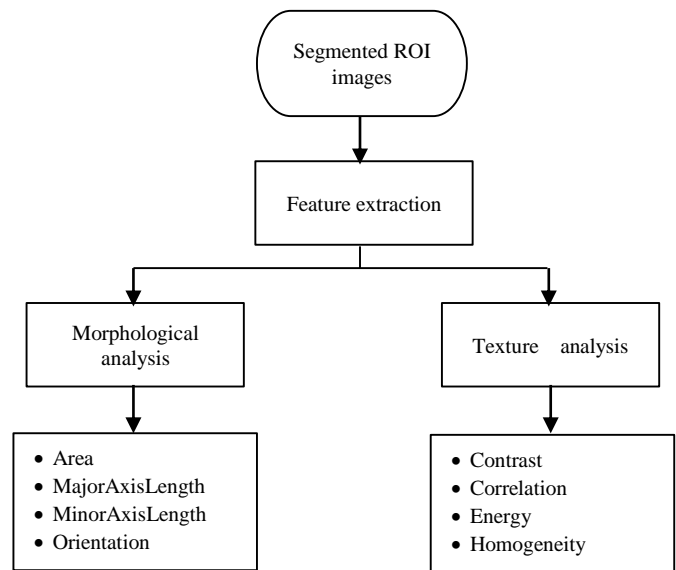 Segmented ROI
images
Feature extraction
Morphological
analysis
Texture analysis
• Area
• MajorAxisLength
• MinorAxisLength
• Orientation
• Contrast
• Correlation
• Energy
• Homogeneity